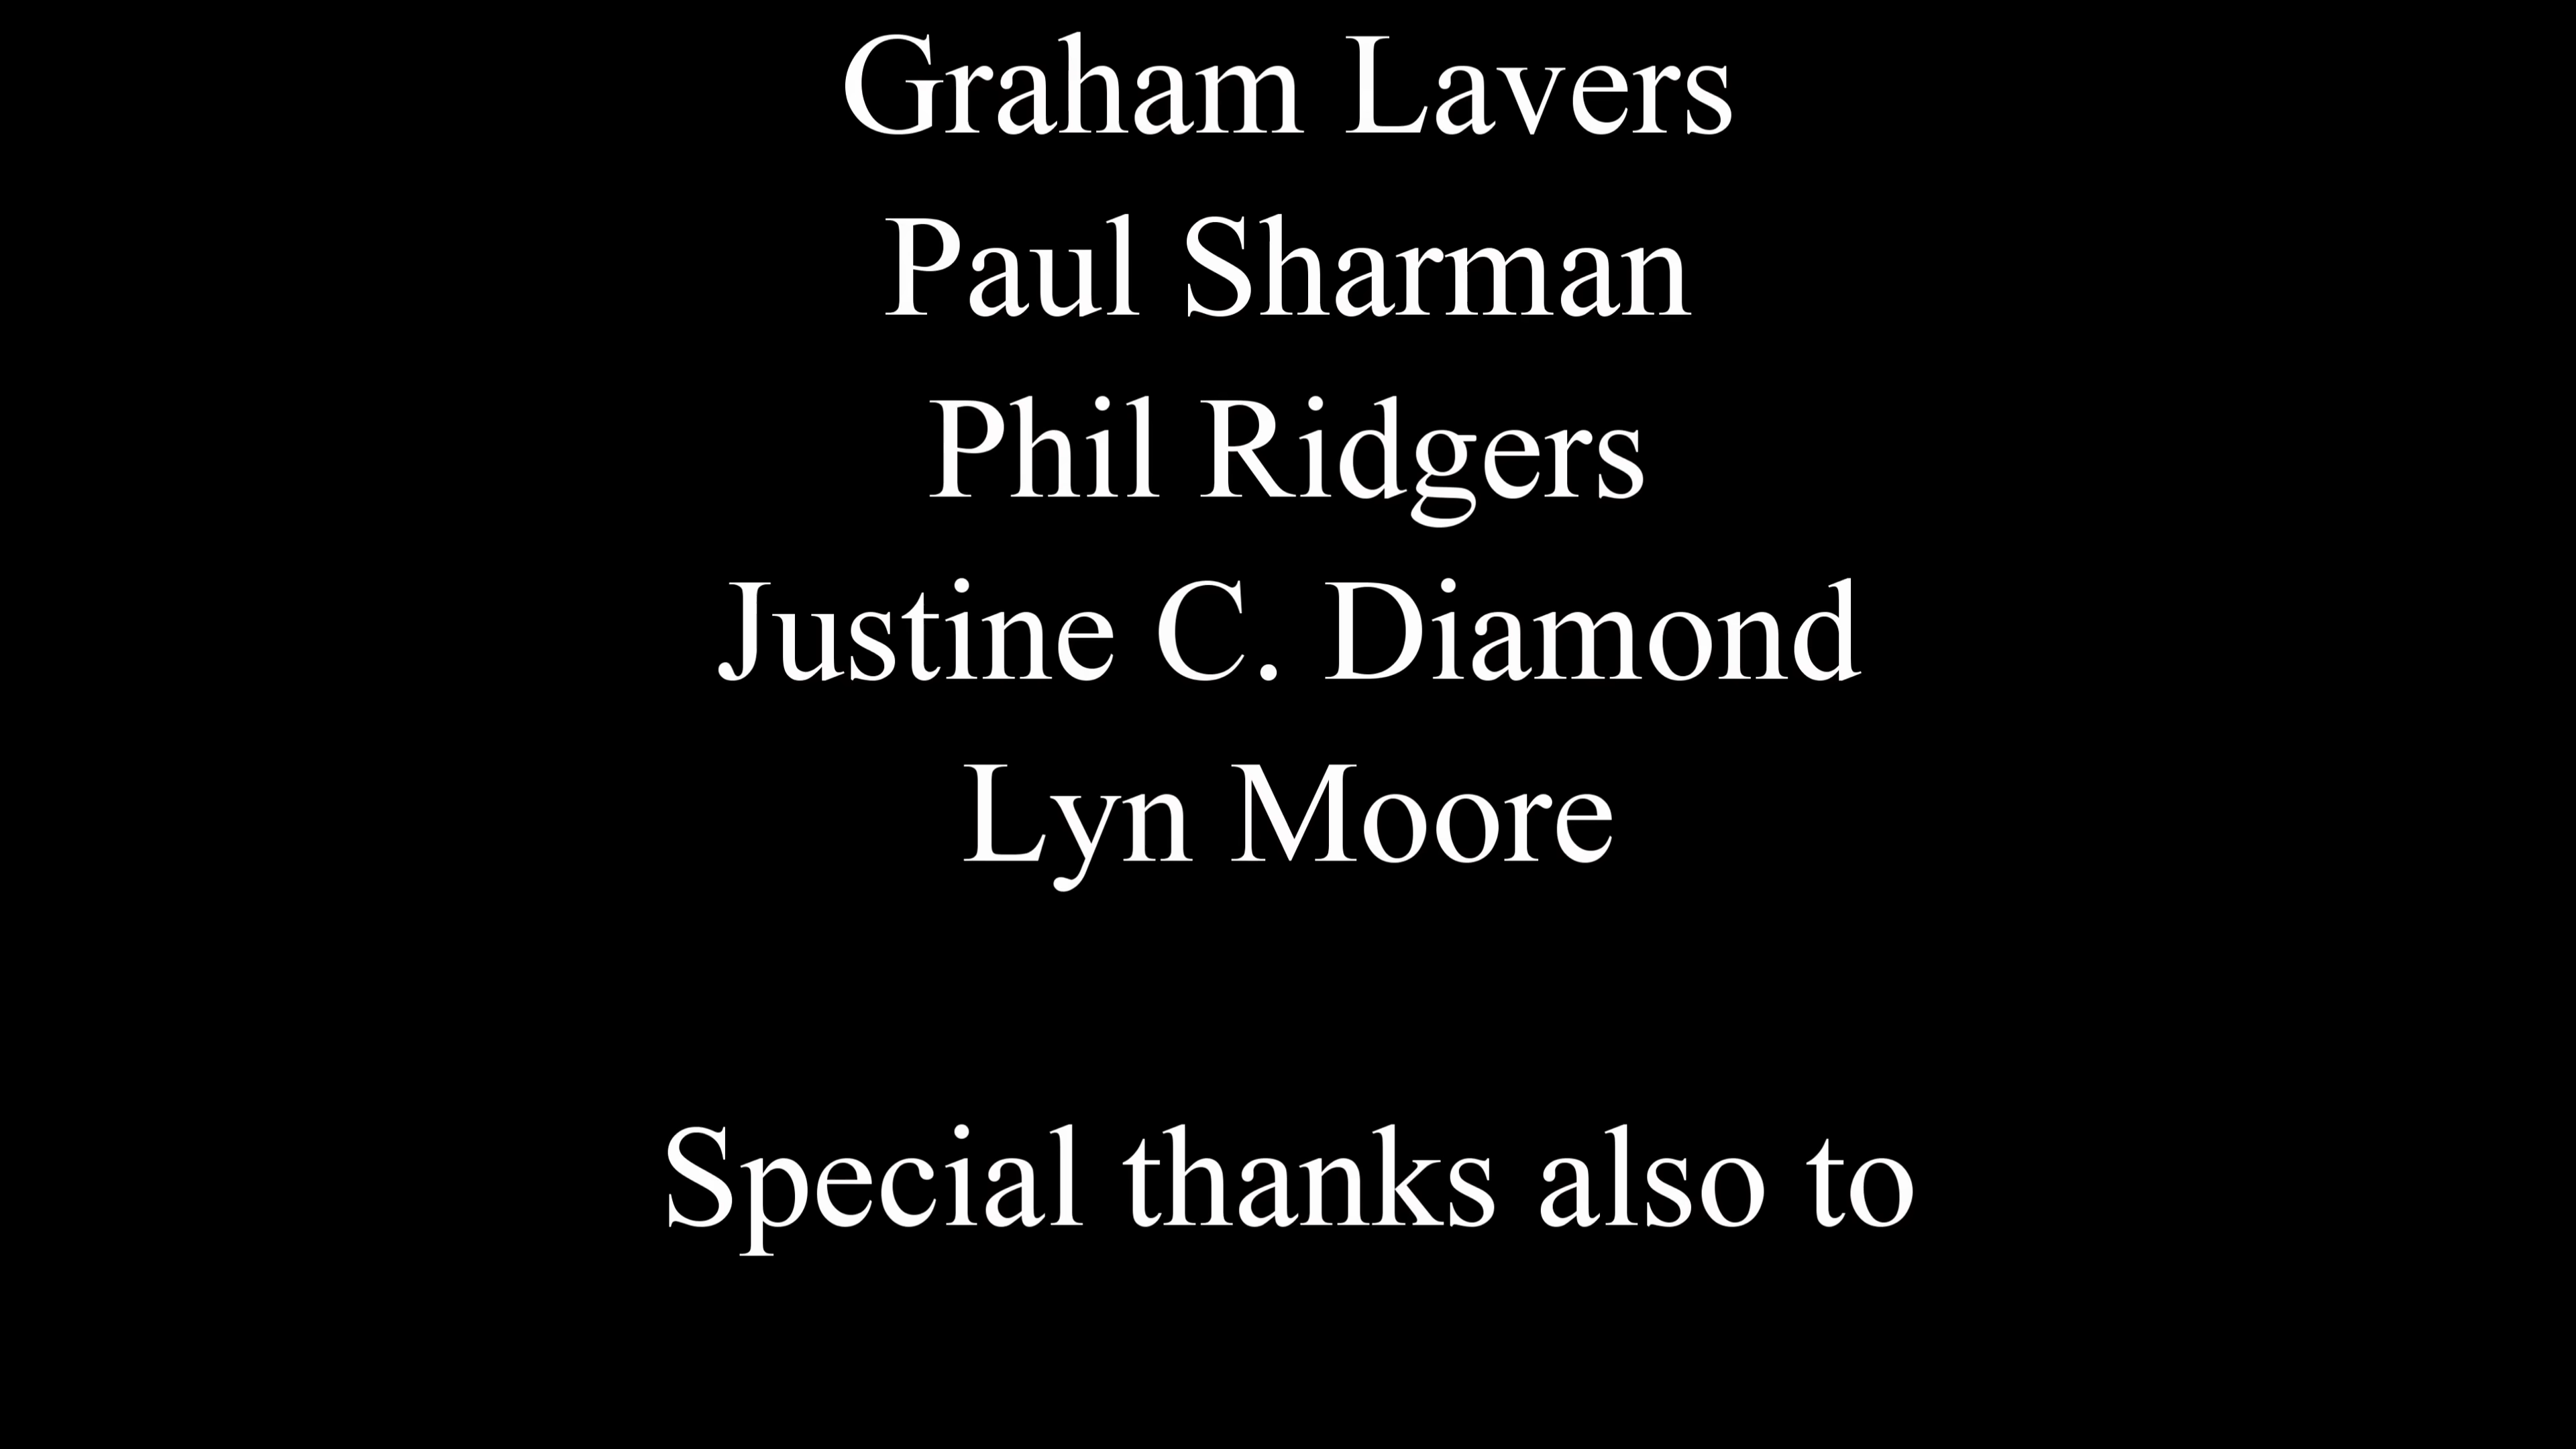 Graham Lavers
Paul Sharman
Phil Ridgers
Justine C. Diamond
Lyn Moore
Special thanks also to